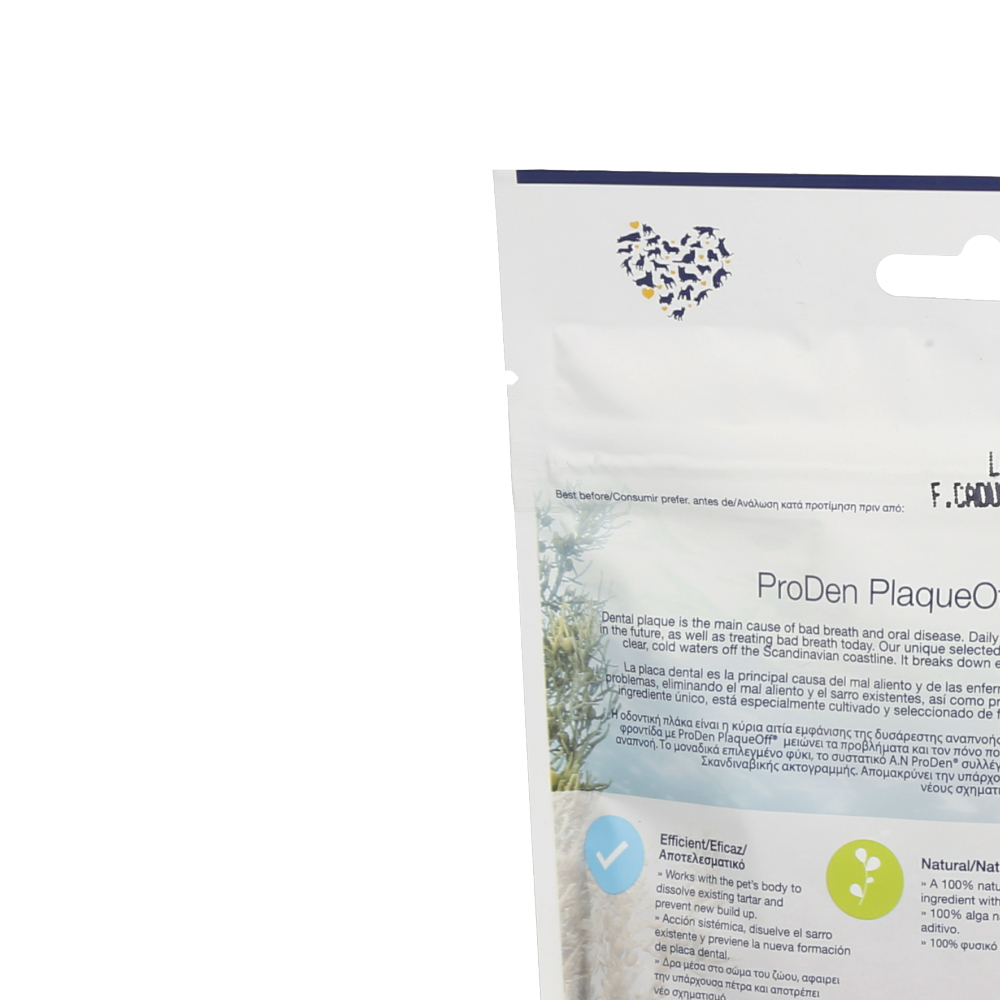 L
Best before/Consumir prefer. antes de/Ανάλωση κατά προτίμηση πριν από:
F.CADU
ProDen PlaqueO
Dental plaque is the main cause of bad breath and oral disease. Daily
in the future, as well as treating bad breath today. Our unique selected
clear, cold waters off the Scandinavian coastline. It breaks down e
La placa dental es la principal causa del mal aliento y de las enferm
problemas, eliminando el mal aliento y el sarro existentes, así como pr
ingrediente único, está especialmente cultivado y seleccionado de f
Η οδοντική πλάκα είναι η κύρια αιτία εμφάνισης της δυσάρεστης αναπνοής
φροντίδα με ProDen PlaqueOff® μειώνει τα προβλήματα και τον πόνο πο
αναπνοή. Το μοναδικά επιλεγμένο φύκι, το συστατικό A.N ProDen® συλλέγ
Σκανδιναβικής ακτογραμμής. Απομακρύνει την υπάρχο
νέους σχηματι
Efficient/Eficaz/
Αποτελεσματικό
» Works with the pet's body to
dissolve existing tartar and
prevent new build up.
» Acción sistémica, disuelve el sarro
existente y previene la nueva formación
de placa dental.
» Δρα μέσα στο σώμα του ζώου, αφαιρει
την υπάρχουσα πέτρα και αποτρέπει
νέο σχηματισμό
Natural/Nat
» A 100% natu
ingredient with
» 100% alga n
aditivo.
» 100% φυσικό